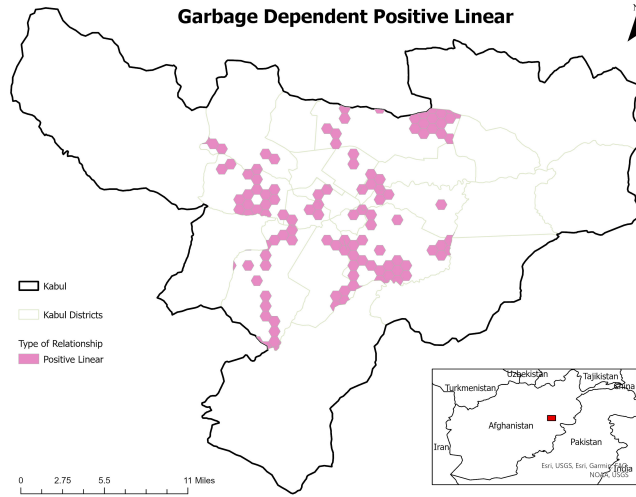 Garbage Dependent Positive Linear
Kabul
Kabul Districts
Type of Relationship
Positive Linear
0 2.75 5.5 11 Miles
Uzbekistan
Tajikistan
China
Turkmenistan
Afghanistan
Iran
Pakistan
India
Esri, USGS, Esri, Garmin, FAO,
NOAA, USGS